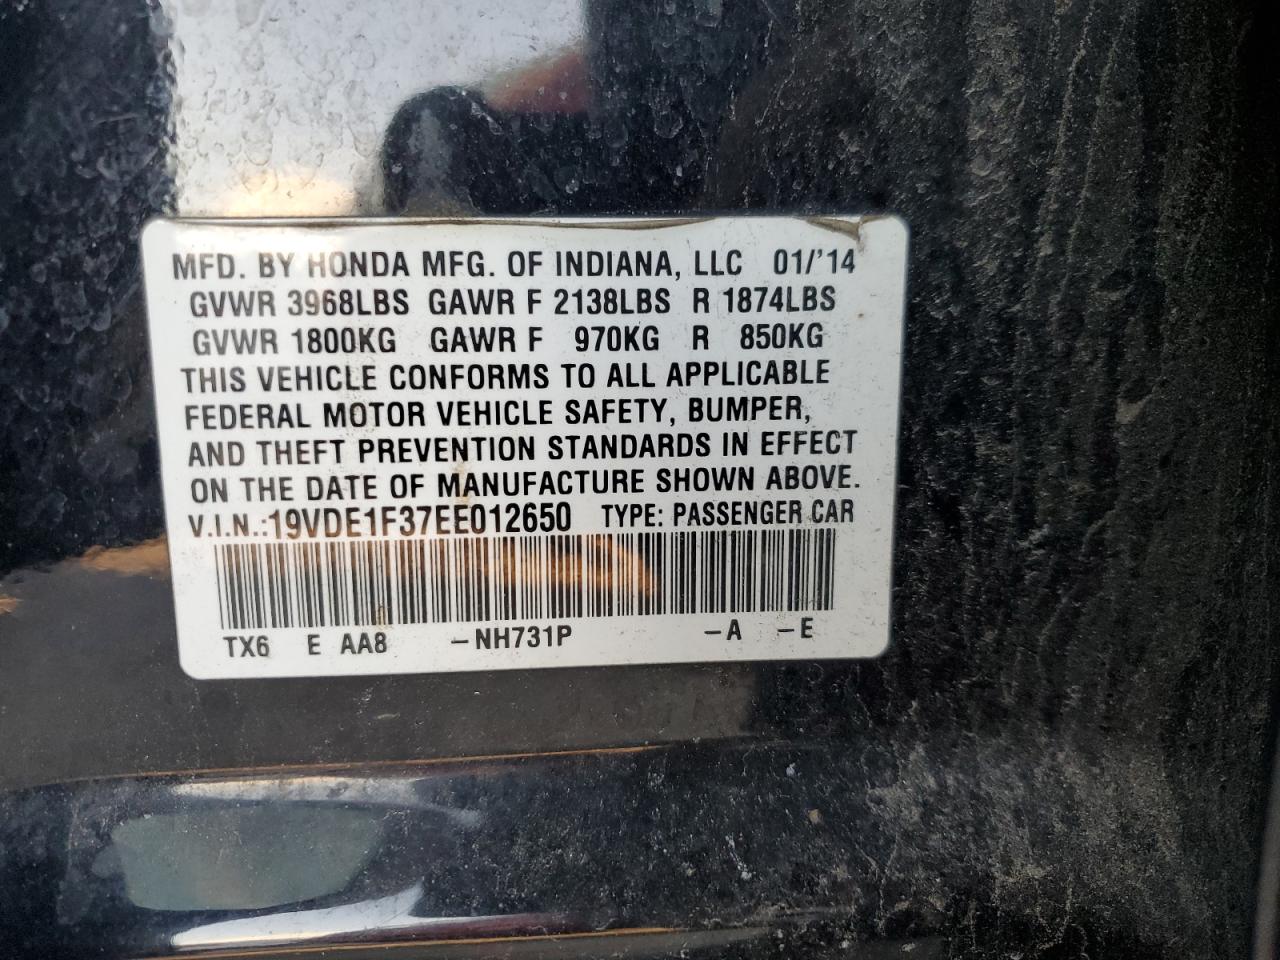 MFD. BY HONDA MFG. OF INDIANA, LLC 01/'14
GVWR 3968LBS GAWR F 2138LBS R 1874LBS
GVWR 1800KG GAWR F 970KG R 850KG
THIS VEHICLE CONFORMS TO ALL APPLICABLE
FEDERAL MOTOR VEHICLE SAFETY, BUMPER,
AND THEFT PREVENTION STANDARDS IN EFFECT
ON THE DATE OF MANUFACTURE SHOWN ABOVE.
V.I.N.:19VDE1F37EE012650 TYPE: PASSENGER CAR
TX6 E AA8 -NH731P -A -E